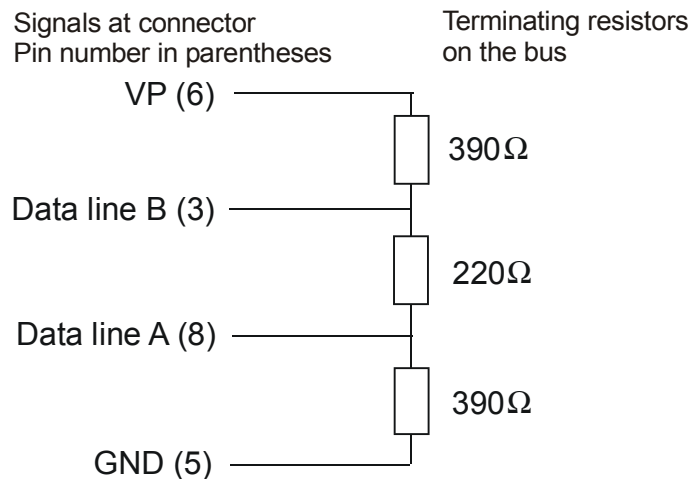 Signals at connector
Pin number in parentheses
Terminating resistors
on the bus
VP (6)
390Ω
Data line B (3)
220Ω
Data line A (8)
390Ω
GND (5)